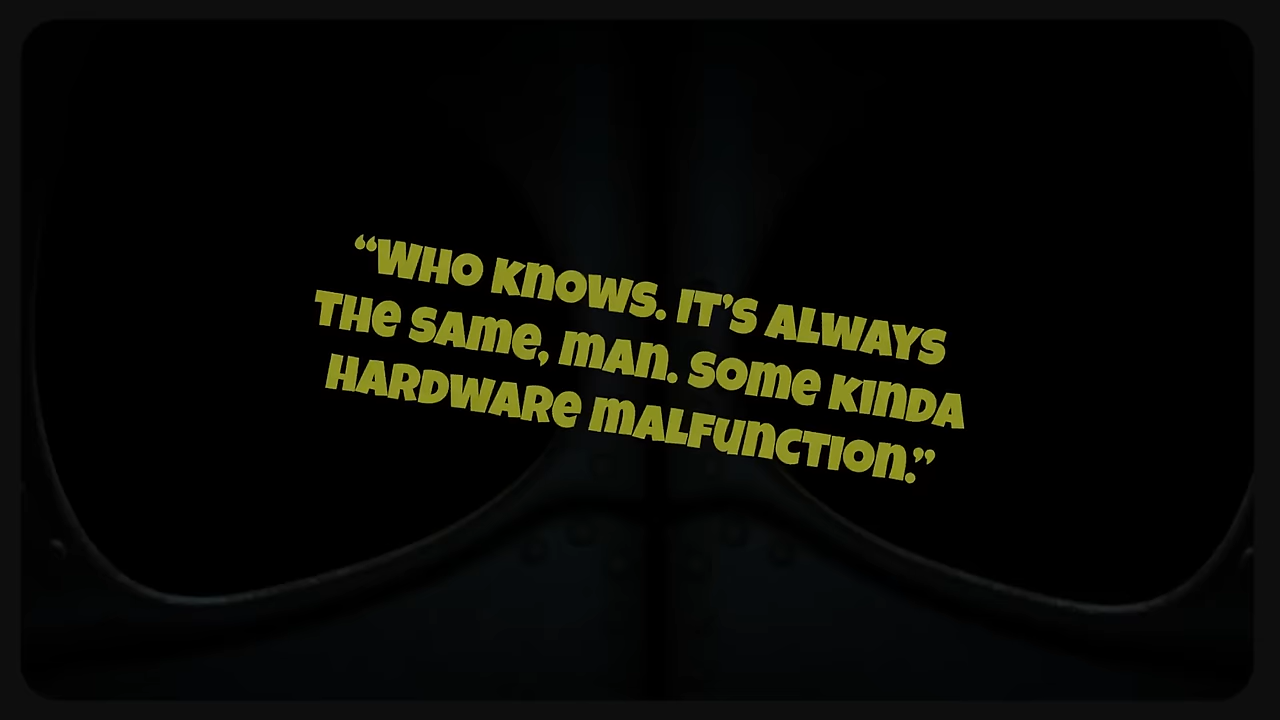 “WHO KNOWS. IT’S ALWAYS
THE SAME, MAN. SOME KINDA
HARDWARE MALFUNCTION.”